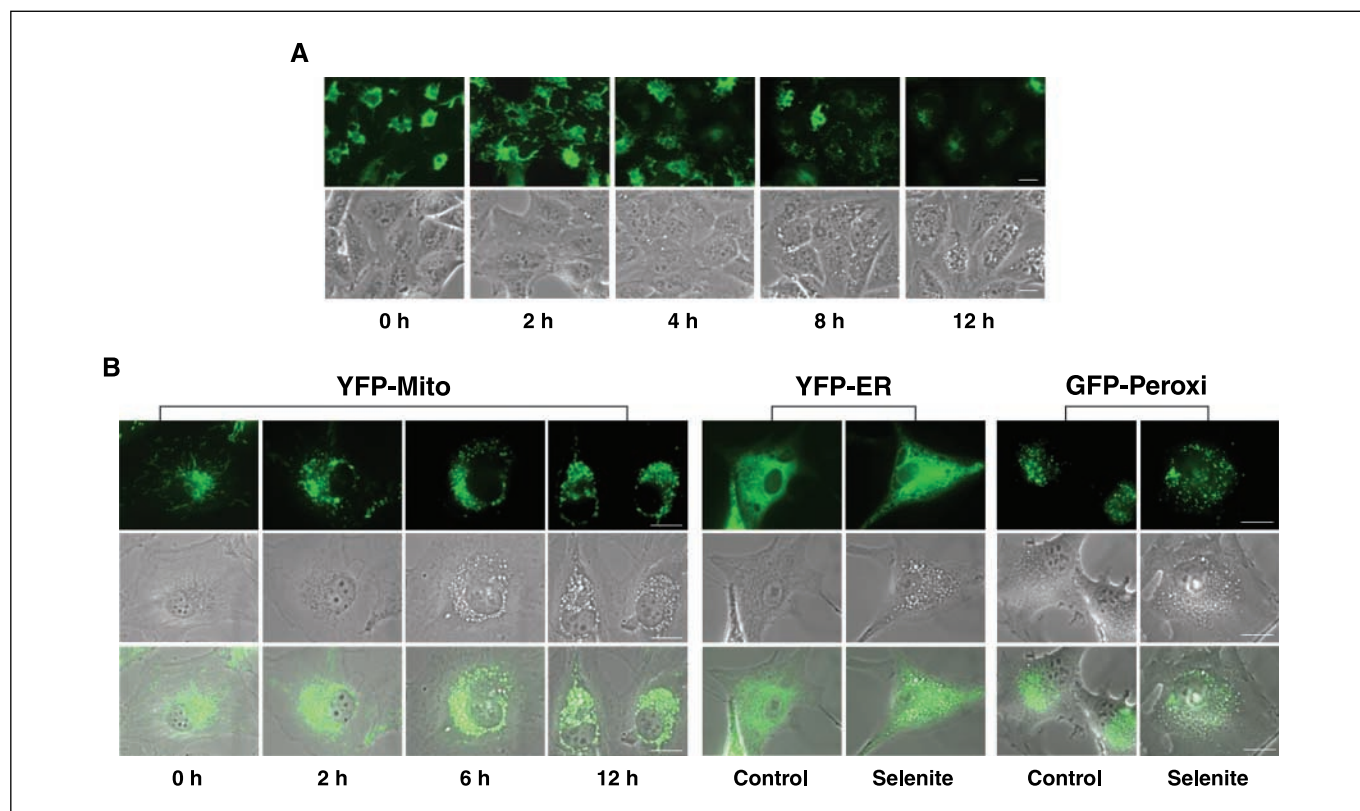 A
0 h 2 h 4 h 8 h 12 h
B
YFP-Mito YFP-ER GFP-Peroxi
0 h 2 h 6 h 12 h Control Selenite Control Selenite